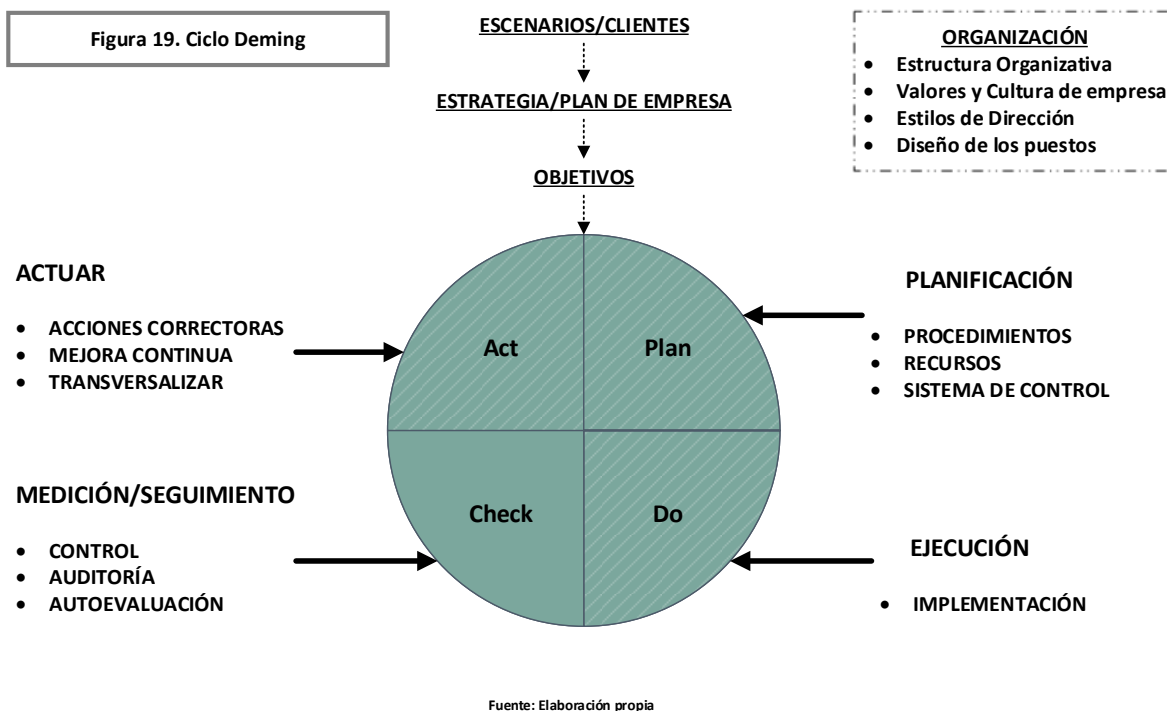 Figura 19. Ciclo Deming
ESCENARIOS/CLIENTES
ESTRATEGIA/PLAN DE EMPRESA
OBJETIVOS
ORGANIZACIÓN
• Estructura Organizativa
• Valores y Cultura de empresa
• Estilos de Dirección
• Diseño de los puestos
ACTUAR
• ACCIONES CORRECTORAS
• MEJORA CONTINUA
• TRANSVERSALIZAR
Act
Plan
PLANIFICACIÓN
• PROCEDIMIENTOS
• RECURSOS
• SISTEMA DE CONTROL
MEDICIÓN/SEGUIMIENTO
• CONTROL
• AUDITORÍA
• AUTOEVALUACIÓN
Check
Do
EJECUCIÓN
• IMPLEMENTACIÓN
Fuente: Elaboración propia